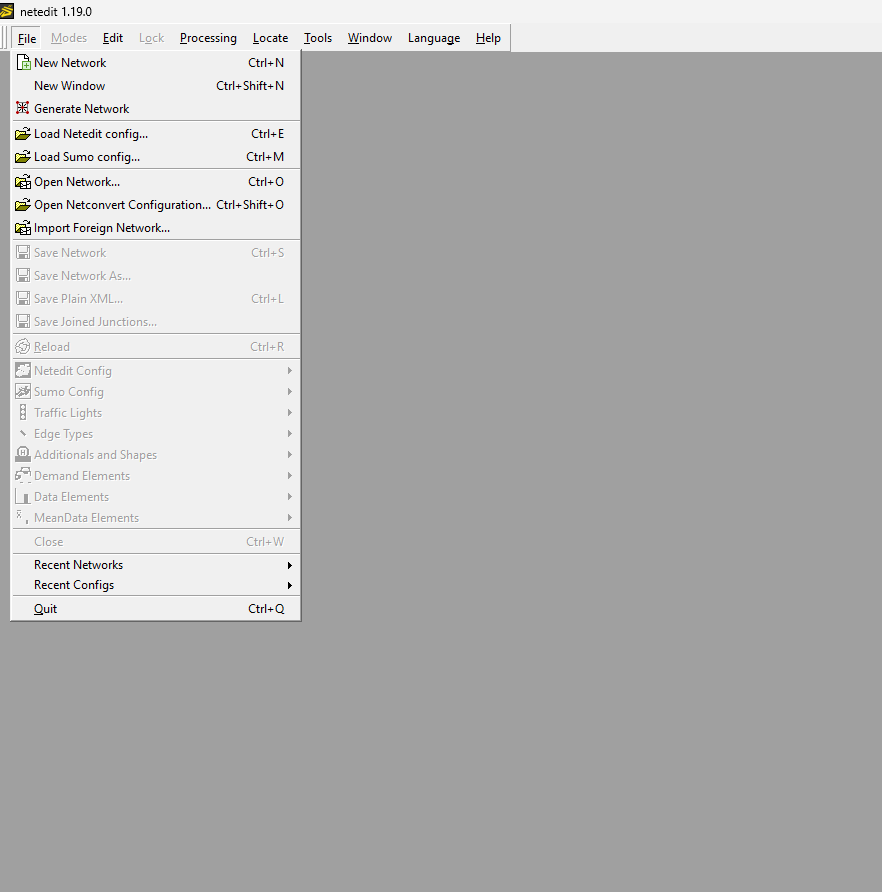 netedit 1.19.0
File Modes Edit Lock Processing Locate Tools Window Language Help
New Network Ctrl+N
New Window Ctrl+Shift+N
Generate Network
Load Netedit config... Ctrl+E
Load Sumo config... Ctrl+M
Open Network... Ctrl+O
Open Netconvert Configuration... Ctrl+Shift+O
Import Foreign Network...
Save Network Ctrl+S
Save Network As...
Save Plain XML... Ctrl+L
Save Joined Junctions...
Reload Ctrl+R
Netedit Config
Sumo Config
Traffic Lights
Edge Types
Additionals and Shapes
Demand Elements
Data Elements
MeanData Elements
Close Ctrl+W
Recent Networks
Recent Configs
Quit Ctrl+Q